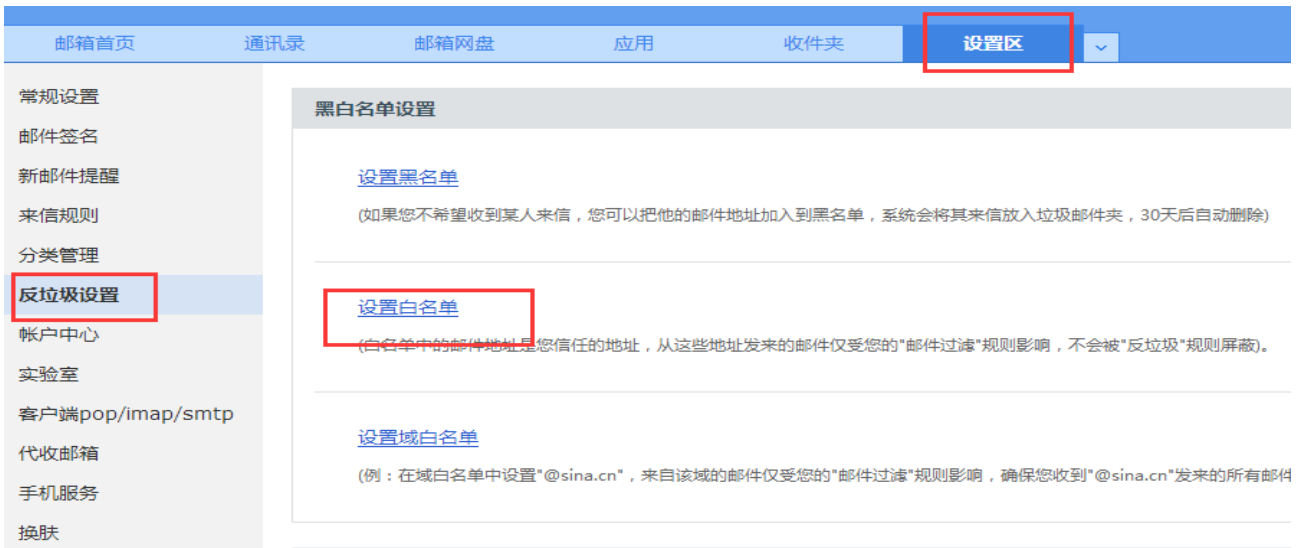 邮箱首页 通讯录 邮箱网盘 应用 收件夹 设置区
常规设置
邮件签名
新邮件提醒
来信规则
分类管理
反垃圾设置
帐户中心
实验室
客户端pop/imap/smtp
代收邮箱
手机服务
换肤
黑白名单设置
设置黑名单
(如果您不希望收到某人来信，您可以把他的邮件地址加入到黑名单，系统会将其来信放入垃圾邮件夹，30天后自动删除)
设置白名单
(白名单中的邮件地址是您信任的地址，从这些地址发来的邮件仅受您的"邮件过滤"规则影响，不会被"反垃圾"规则屏蔽)。
设置域白名单
(例：在域白名单中设置"@sina.cn"，来自该域的邮件仅受您的"邮件过滤"规则影响，确保您收到"@sina.cn"发来的所有邮件